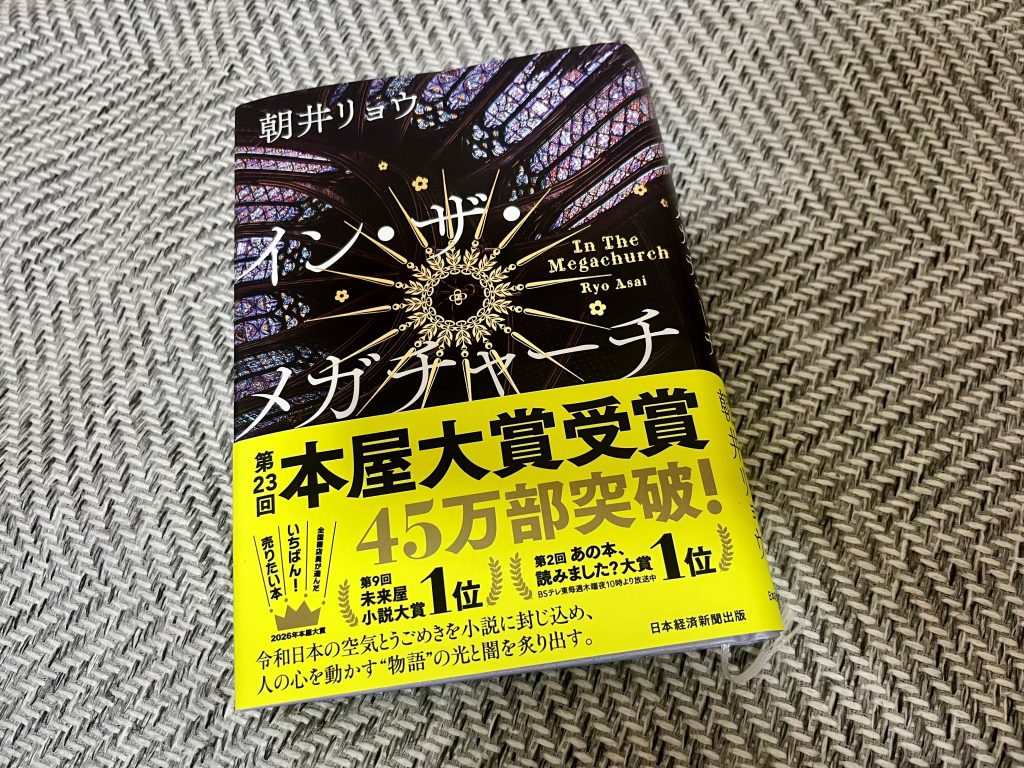 朝井リョウ
イン・ザ・
メガチャーチ
In The
Megachurch
Ryo Asai
第23回
本屋大賞受賞
45万部突破!
全国書店員が選んだ
いちばん!
売りたい本
2026年本屋大賞
第9回
未来屋
小説大賞
1位
第2回 あの本、
読みました?大賞
BSテレ東毎週木曜夜10時より放送中
1位
令和日本の空気とうごめきを小説に封じ込め、
人の心を動かす“物語”の光と闇を炙り出す。
日本経済新聞出版
朝井リョウ